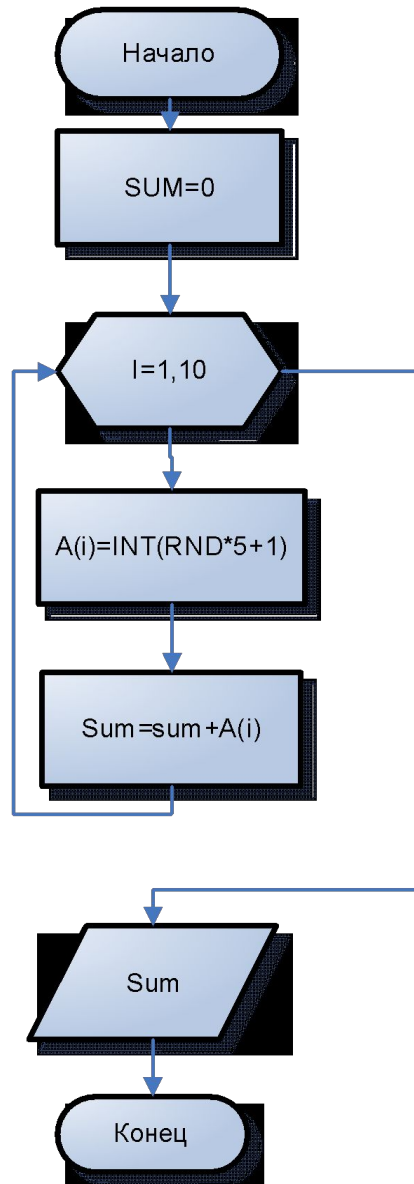 Начало
SUM=0
I=1,10
A(i)=INT(RND*5+1)
Sum=sum+A(i)
Sum
Конец